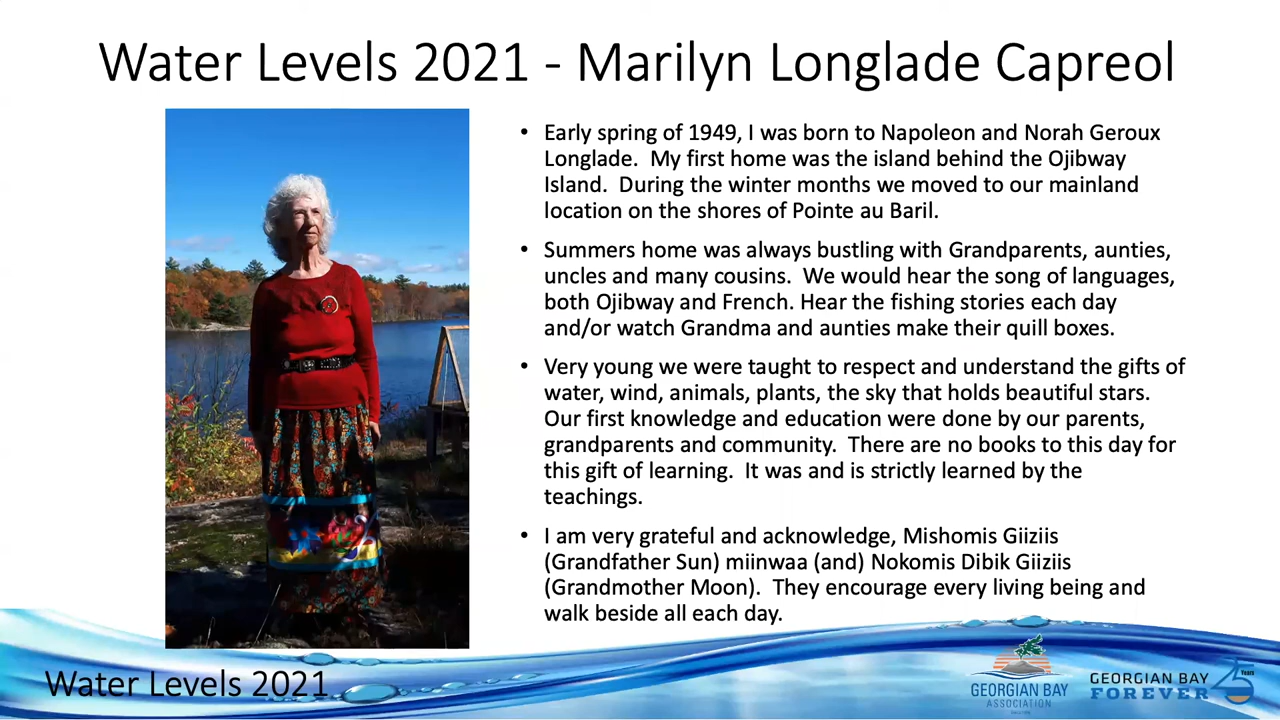 Water Levels 2021 - Marilyn Longlade Capreol
• Early spring of 1949, I was born to Napoleon and Norah Geroux
Longlade.  My first home was the island behind the Ojibway
Island.  During the winter months we moved to our mainland
location on the shores of Pointe au Baril.
• Summers home was always bustling with Grandparents, aunties,
uncles and many cousins.  We would hear the song of languages,
both Ojibway and French. Hear the fishing stories each day
and/or watch Grandma and aunties make their quill boxes.
• Very young we were taught to respect and understand the gifts of
water, wind, animals, plants, the sky that holds beautiful stars.
Our first knowledge and education were done by our parents,
grandparents and community.  There are no books to this day for
this gift of learning.  It was and is strictly learned by the
teachings.
• I am very grateful and acknowledge, Mishomis Giiziis
(Grandfather Sun) miinwaa (and) Nokomis Dibik Giiziis
(Grandmother Moon).  They encourage every living being and
walk beside all each day.
Water Levels 2021
GEORGIAN BAY
ASSOCIATION
GEORGIAN BAY
FOREVER
25
Years